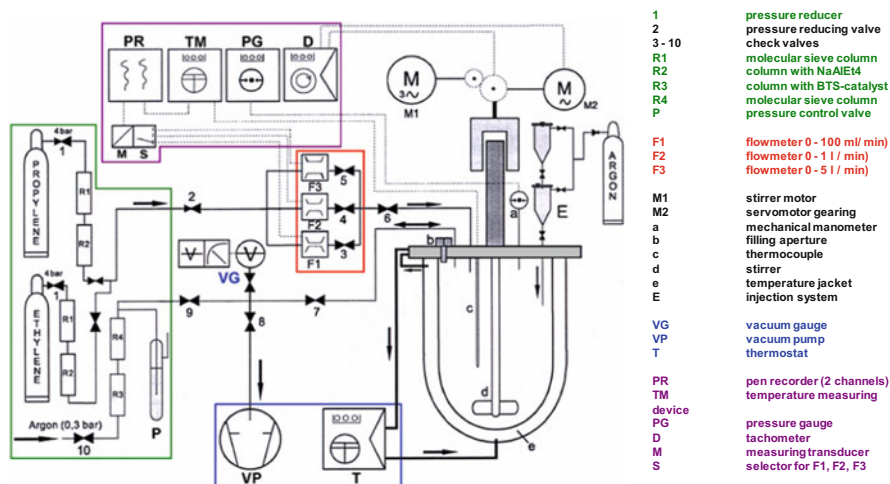 PR TM PG D
M
3~
M1
M
~
M2
M S
PROPYLENE
4 bar
1
R1
R2
2
F3
5
F2
4
F1
3
6
a
E
ARGON
VG
b
ETHYLENE
4 bar
1
R1
R2
R4
R3
9
7
8
c
d
e
P
Argon (0,3 bar)
10
VP
T
1 pressure reducer
2 pressure reducing valve
3 - 10 check valves
R1 molecular sieve column
R2 column with NaAlEt4
R3 column with BTS-catalyst
R4 molecular sieve column
P pressure control valve
F1 flowmeter 0 - 100 ml/ min)
F2 flowmeter 0 - 1 l / min)
F3 flowmeter 0 - 5 l / min)
M1 stirrer motor
M2 servomotor gearing
a mechanical manometer
b filling aperture
c thermocouple
d stirrer
e temperature jacket
E injection system
VG vacuum gauge
VP vacuum pump
T thermostat
PR pen recorder (2 channels)
TM temperature measuring
device
PG pressure gauge
D tachometer
M measuring transducer
S selector for F1, F2, F3